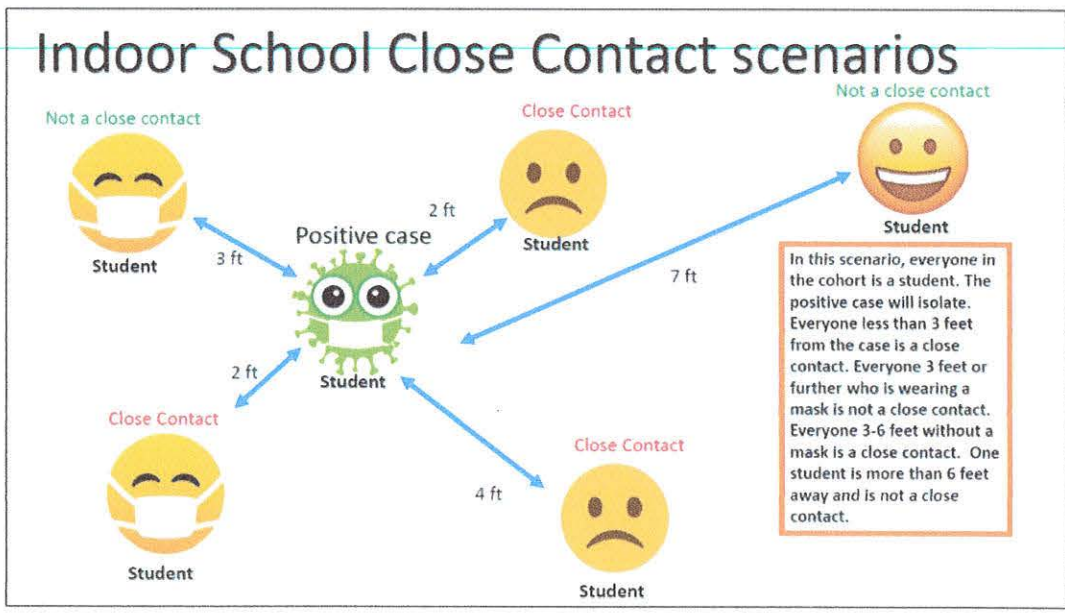 Indoor School Close Contact scenarios
Not a close contact
Close Contact
Not a close contact
Student
3 ft
Positive case
2 ft
Student
7 ft
Student
Student
2 ft
Close Contact
Student
4 ft
Close Contact
Student
In this scenario, everyone in
the cohort is a student. The
positive case will isolate.
Everyone less than 3 feet
from the case is a close
contact. Everyone 3 feet or
further who is wearing a
mask is not a close contact.
Everyone 3-6 feet without a
mask is a close contact. One
student is more than 6 feet
away and is not a close
contact.